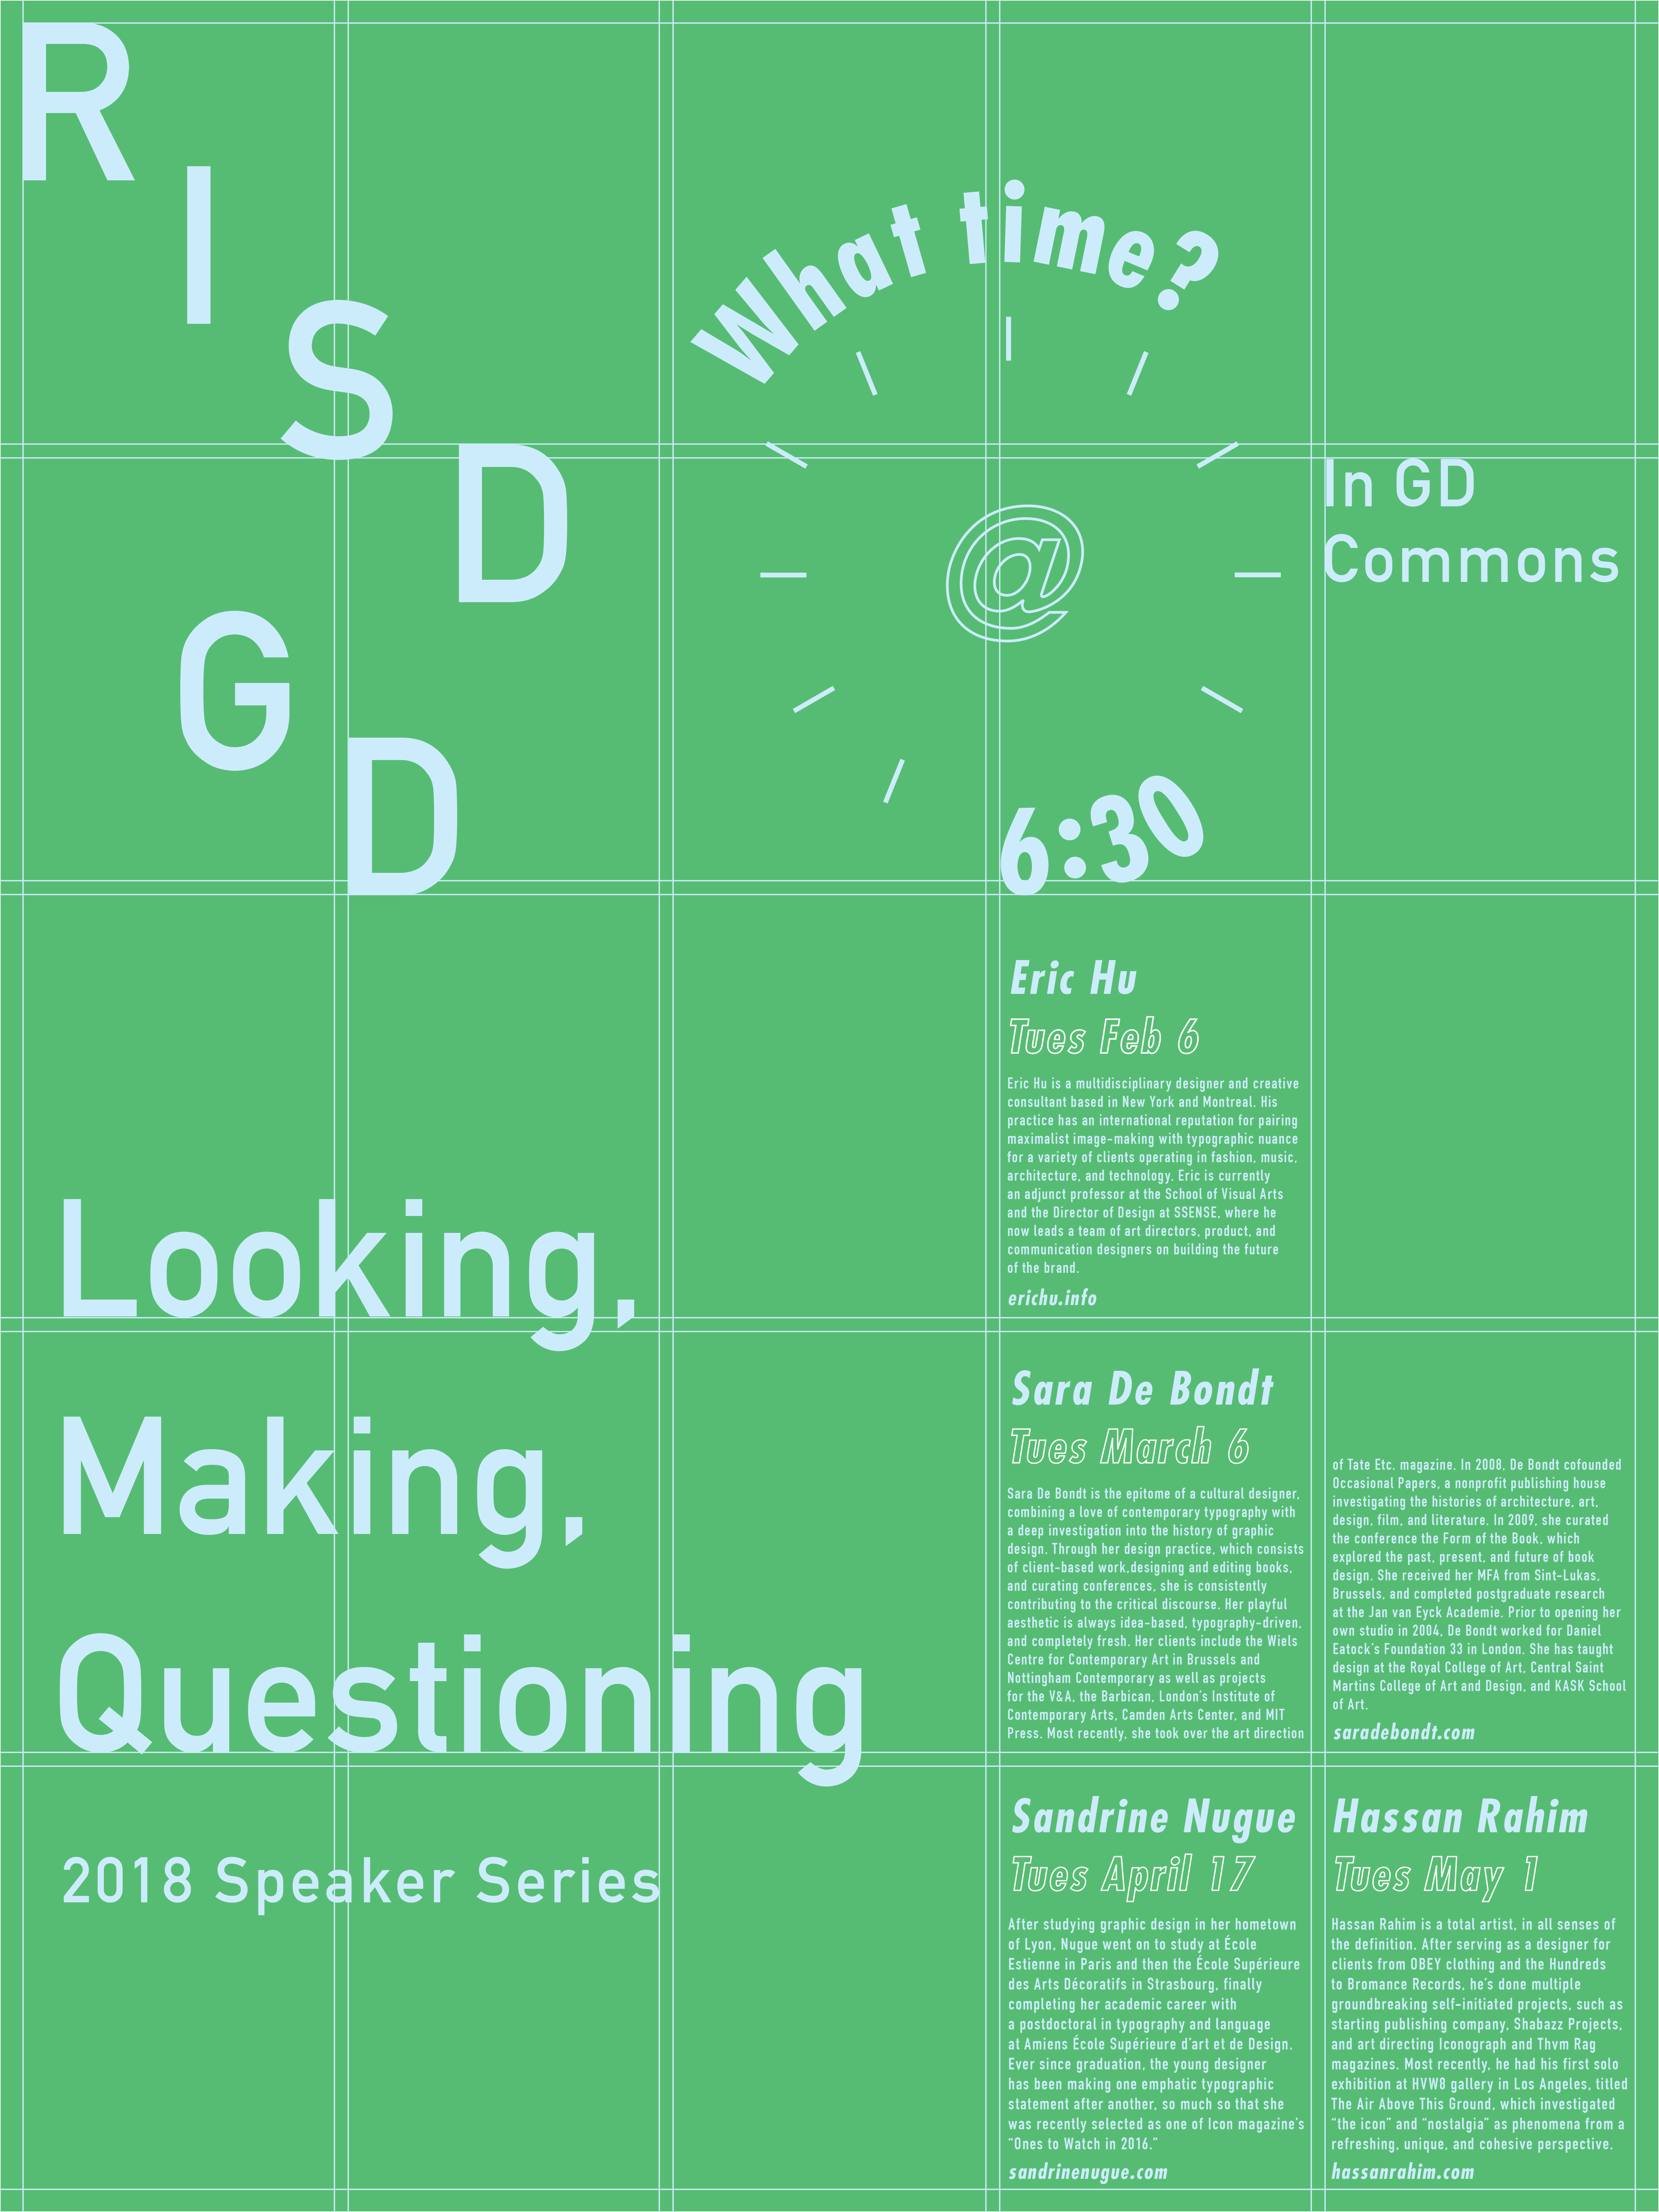 R
I
S
D
G
D
What time?
@
6:30
In GD
Commons
Looking,
Making,
Questioning
2018 Speaker Series
Eric Hu
Tues Feb 6
Eric Hu is a multidisciplinary designer and creative
consultant based in New York and Montreal. His
practice has an international reputation for pairing
maximalist image-making with typographic nuance
for a variety of clients operating in fashion, music,
architecture, and technology. Eric is currently
an adjunct professor at the School of Visual Arts
and the Director of Design at SSENSE, where he
now leads a team of art directors, product, and
communication designers on building the future
of the brand.
erichu.info
Sara De Bondt
Tues March 6
Sara De Bondt is the epitome of a cultural designer,
combining a love of contemporary typography with
a deep investigation into the history of graphic
design. Through her design practice, which consists
of client-based work,designing and editing books,
and curating conferences, she is consistently
contributing to the critical discourse. Her playful
aesthetic is always idea-based, typography-driven,
and completely fresh. Her clients include the Wiels
Centre for Contemporary Art in Brussels and
Nottingham Contemporary as well as projects
for the V&A, the Barbican, London's Institute of
Contemporary Arts, Camden Arts Center, and MIT
Press. Most recently, she took over the art direction
of Tate Etc. magazine. In 2008, De Bondt cofounded
Occasional Papers, a nonprofit publishing house
investigating the histories of architecture, art,
design, film, and literature. In 2009, she curated
the conference the Form of the Book, which
explored the past, present, and future of book
design. She received her MFA from Sint-Lukas,
Brussels, and completed postgraduate research
at the Jan van Eyck Academie. Prior to opening her
own studio in 2004, De Bondt worked for Daniel
Eatock's Foundation 33 in London. She has taught
design at the Royal College of Art, Central Saint
Martins College of Art and Design, and KASK School
of Art.
saradebondt.com
Sandrine Nugue
Tues April 17
After studying graphic design in her hometown
of Lyon, Nugue went on to study at École
Estienne in Paris and then the École Supérieure
des Arts Décoratifs in Strasbourg, finally
completing her academic career with
a postdoctoral in typography and language
at Amiens École Supérieure d'art et de Design.
Ever since graduation, the young designer
has been making one emphatic typographic
statement after another, so much so that she
was recently selected as one of Icon magazine's
"Ones to Watch in 2016."
sandrinenugue.com
Hassan Rahim
Tues May 1
Hassan Rahim is a total artist, in all senses of
the definition. After serving as a designer for
clients from OBEY clothing and the Hundreds
to Bromance Records, he's done multiple
groundbreaking self-initiated projects, such as
starting publishing company, Shabazz Projects,
and art directing Iconograph and Thvm Rag
magazines. Most recently, he had his first solo
exhibition at HVW8 gallery in Los Angeles, titled
The Air Above This Ground, which investigated
“the icon” and “nostalgia” as phenomena from a
refreshing, unique, and cohesive perspective.
hassanrahim.com